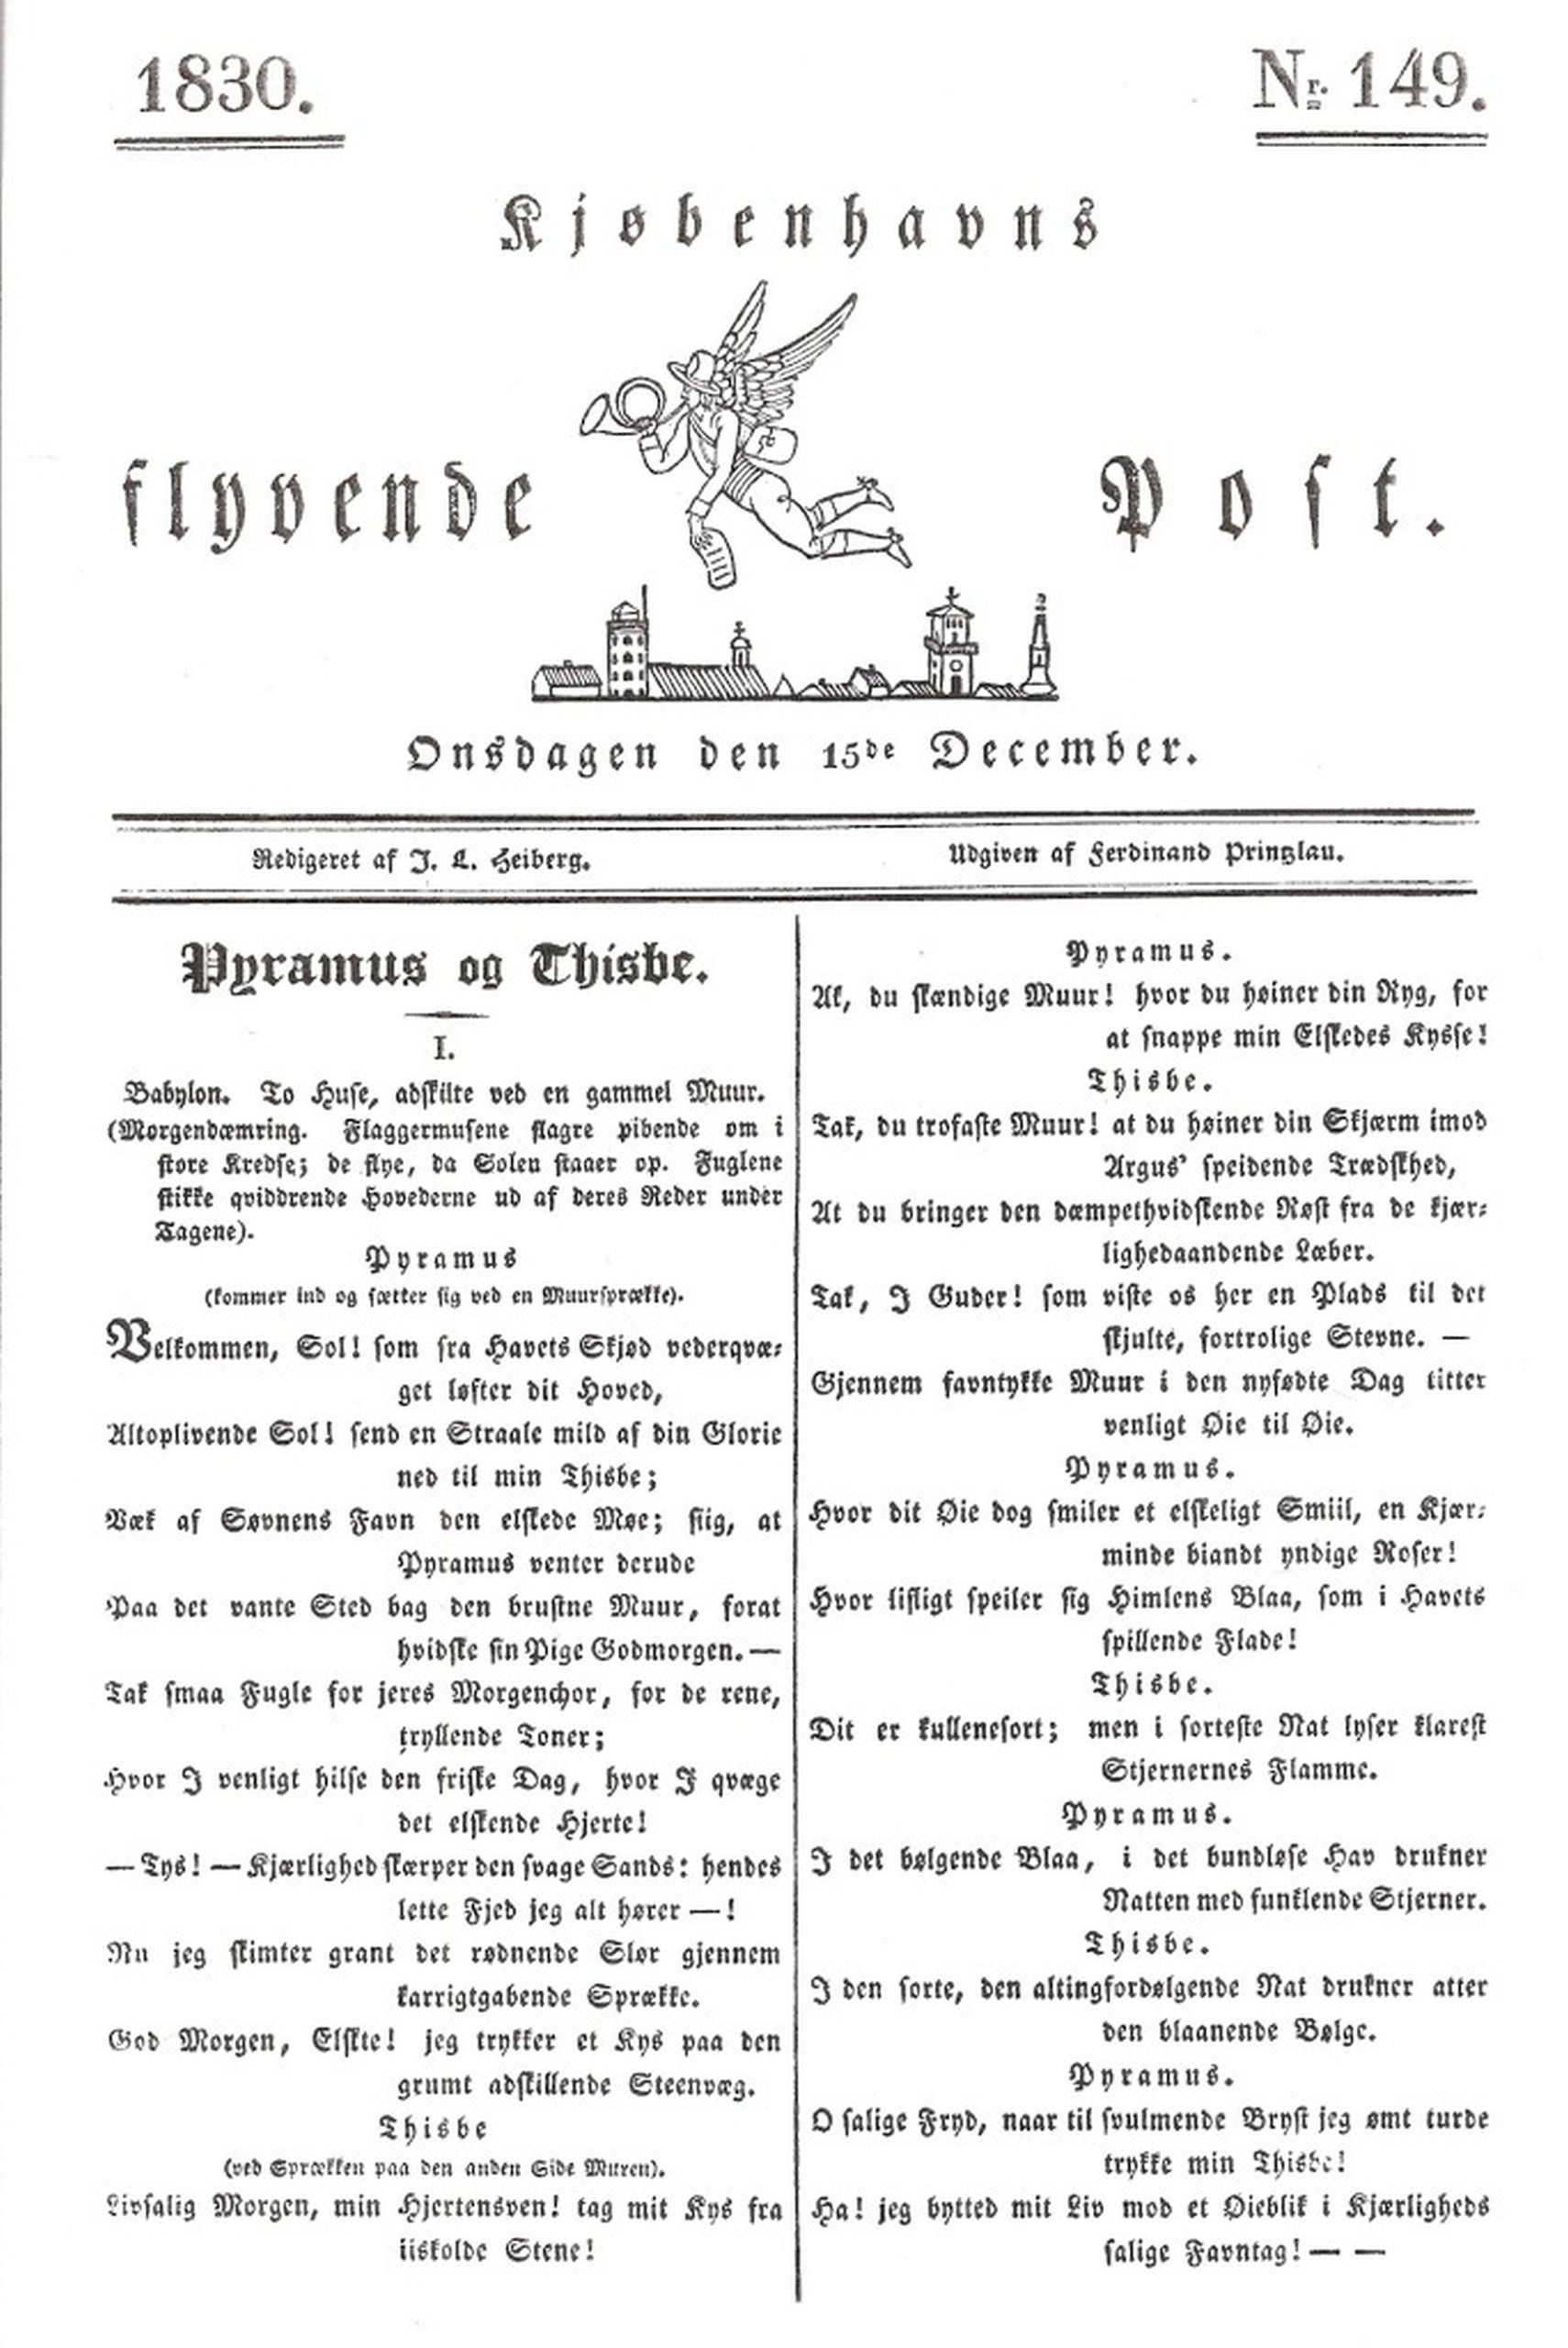 1830.
Nr. 149.
Kjøbenhavns
flyvende Post.
Onsdagen den 15de December.
Redigeret af J. L. Heiberg.
Udgiven af Ferdinand Printzlau.
Pyramus og Thisbe.
I.
Babylon. To Huse, adskilte ved en gammel Muur.
(Morgendæmring. Flaggermusene flagre pibende om i
store Kredse; de flye, da Solen staaer op. Fuglene
stikke qviddrende Hovederne ud af deres Reder under
Tagene).
Pyramus
(kommer ind og sætter sig ved en Muursprække).
Velkommen, Sol! som fra Havets Skjød vederqvæ-
get løfter dit Hoved,
Altoplivende Sol! send en Straale mild af din Glorie
ned til min Thisbe;
Væk af Søvnens Favn den elskede Møe; siig, at
Pyramus venter derude
Paa det vante Sted bag den brustne Muur, forat
hvidske sin Pige Godmorgen. —
Tak smaa Fugle for jeres Morgenchor, for de rene,
tryllende Toner;
Hvor I venligt hilse den friske Dag, hvor I qvæge
det elskende Hjerte!
— Tys! — Kjærlighed skærper den svage Sands: hendes
lette Fjed jeg alt hører — !
Nu jeg skimter grant det rødnende Slør gjennem
karrigtgabende Sprække.
God Morgen, Elskte! jeg trykker et Kys paa den
grumt adskillende Steenvæg.
Thisbe
(ved Sprækken paa den anden Side Muren).
Livsalig Morgen, min Hjertensven! tag mit Kys fra
iiskolde Stene!
Pyramus.
Ak, du skændige Muur! hvor du høiner din Ryg, for
at snappe min Elskedes Kysse!
Thisbe.
Tak, du trofaste Muur! at du høiner din Skjærm imod
Argus' speidende Trædskhed,
At du bringer den dæmpethvidskende Røst fra de kjær-
lighedaandende Læber.
Tak, I Guder! som viste os her en Plads til det
skjulte, fortrolige Stevne. —
Gjennem favntykke Muur i den nyfødte Dag titter
venligt Øie til Øie.
Pyramus.
Hvor dit Øie dog smiler et elskeligt Smiil, en Kjær-
minde biandt yndige Roser!
Hvor lifligt speiler sig Himlens Blaa, som i Havets
spillende Flade!
Thisbe.
Dit er kullenesort; men i sorteste Nat lyser klarest
Stjernernes Flamme.
Pyramus.
I det bølgende Blaa, i det bundløse Hav drukner
Natten med funklende Stjerner.
Thisbe.
I den sorte, den altingfordølgende Nat drukner atter
den blaanende Bølge.
Pyramus.
O salige Fryd, naar til svulmende Bryst jeg ømt turde
trykke min Thisbe!
Ha! jeg bytted mit Liv mod et Øieblik i Kjærligheds
salige Favntag! — —